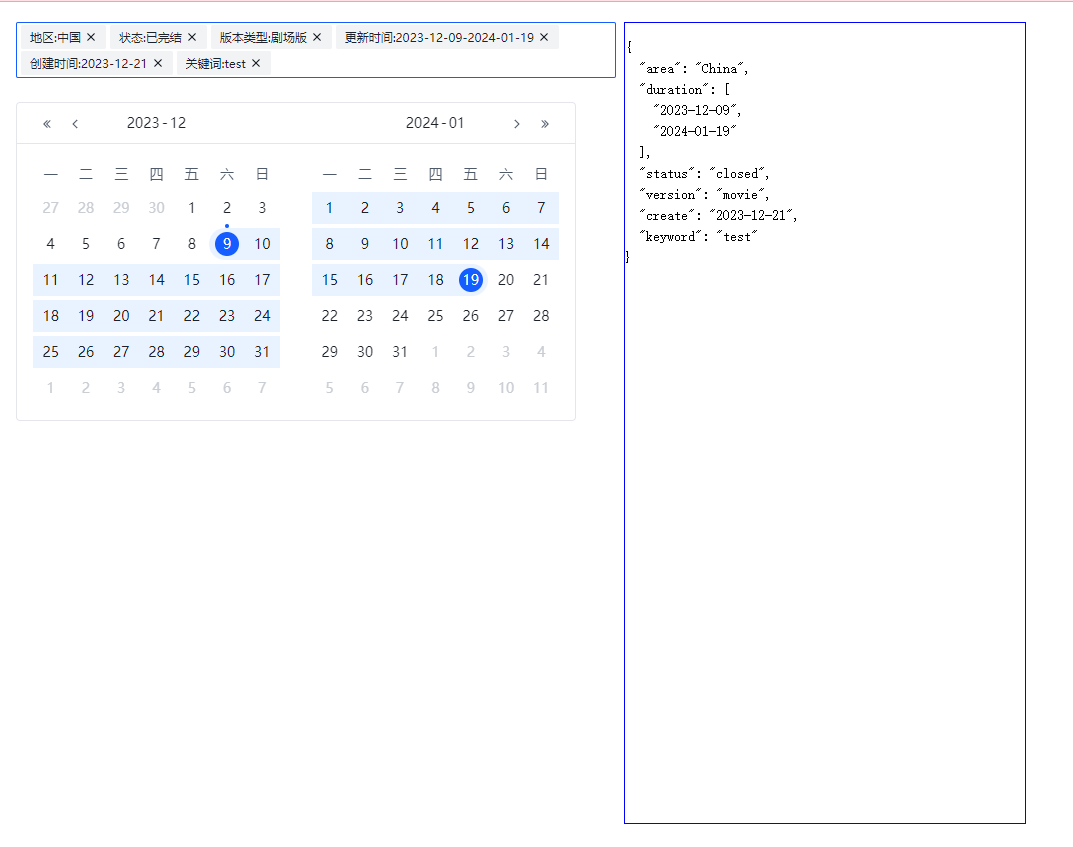 地区:中国 × 状态:已完结 × 版本类型:剧场版 × 更新时间:2023-12-09-2024-01-19 ×
创建时间:2023-12-21 × 关键词:test ×
« ‹ 2023-12
一 二 三 四 五 六 日
27 28 29 30 1 2 3
4 5 6 7 8 9 10
11 12 13 14 15 16 17
18 19 20 21 22 23 24
25 26 27 28 29 30 31
1 2 3 4 5 6 7
2024-01 › »
一 二 三 四 五 六 日
1 2 3 4 5 6 7
8 9 10 11 12 13 14
15 16 17 18 19 20 21
22 23 24 25 26 27 28
29 30 31 1 2 3 4
5 6 7 8 9 10 11
{
  "area": "China",
  "duration": [
    "2023-12-09",
    "2024-01-19"
  ],
  "status": "closed",
  "version": "movie",
  "create": "2023-12-21",
  "keyword": "test"
}